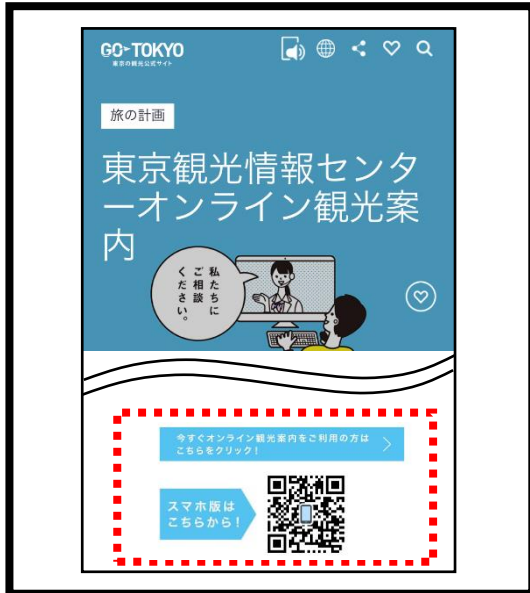 GO TOKYO
東京の観光公式サイト
旅の計画
東京観光情報センタ
ーオンライン観光案
内
私たちに
ご相談
ください。
今すぐオンライン観光案内をご利用の方は
こちらをクリック!
スマホ版は
こちらから!